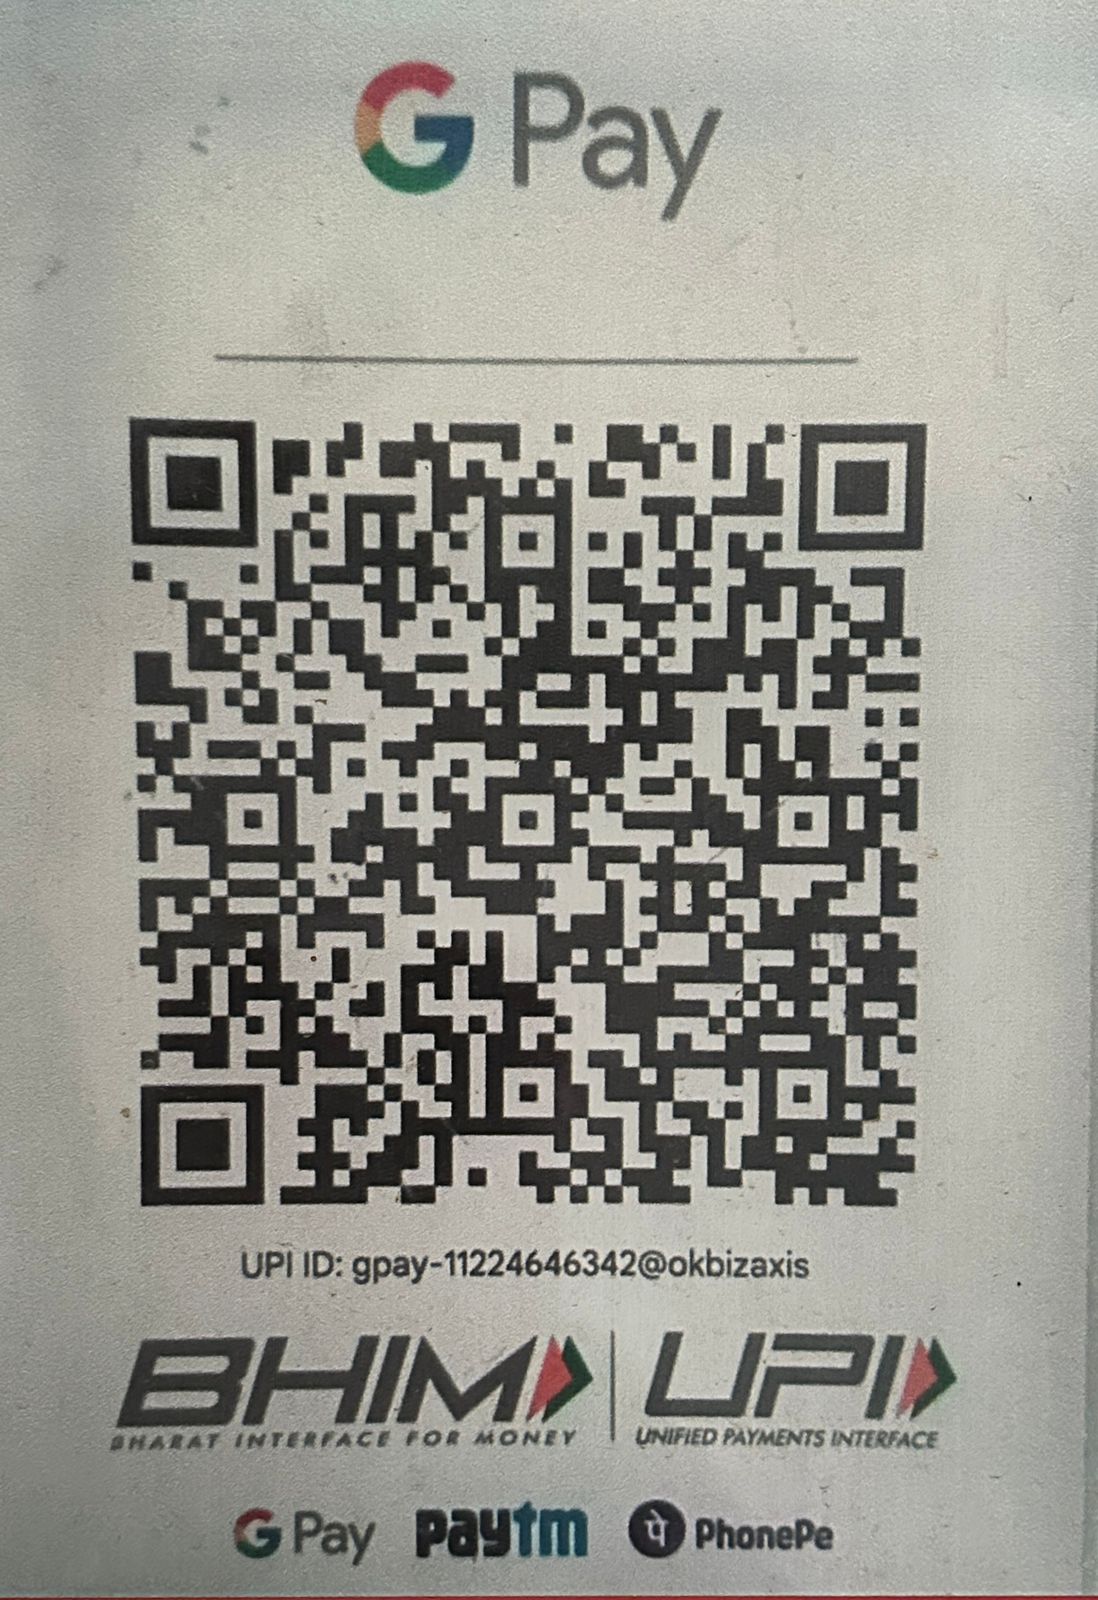 G Pay
UPI ID: gpay-11224646342@okbizaxis
BHIM UPI
BHARAT INTERFACE FOR MONEY UNIFIED PAYMENTS INTERFACE
G Pay paytm पे PhonePe